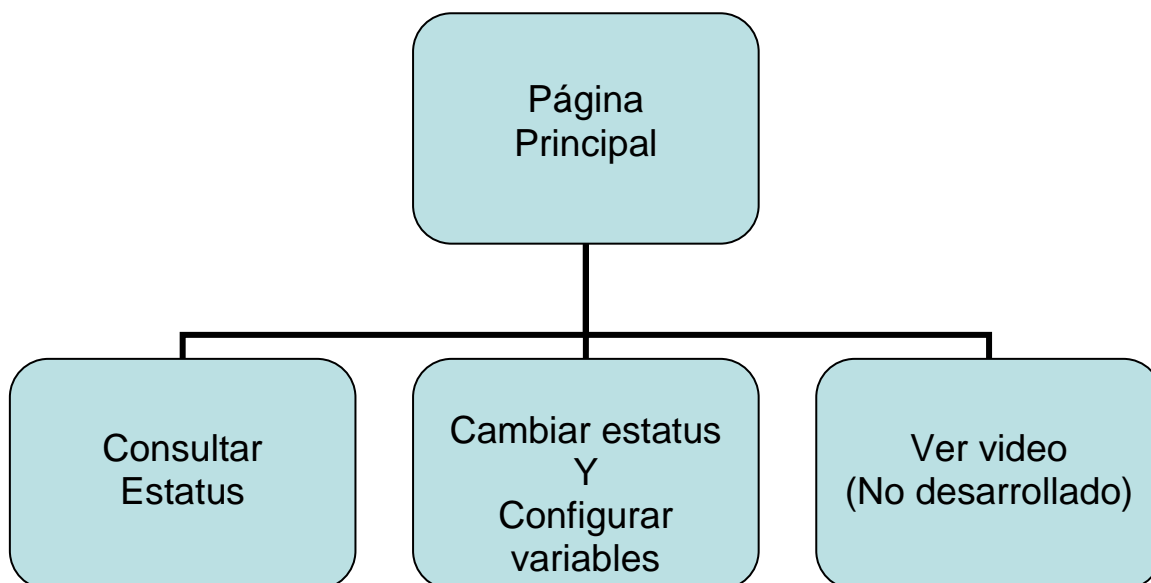 Página
Principal
Consultar
Estatus
Cambiar estatus
Y
Configurar
variables
Ver video
(No desarrollado)